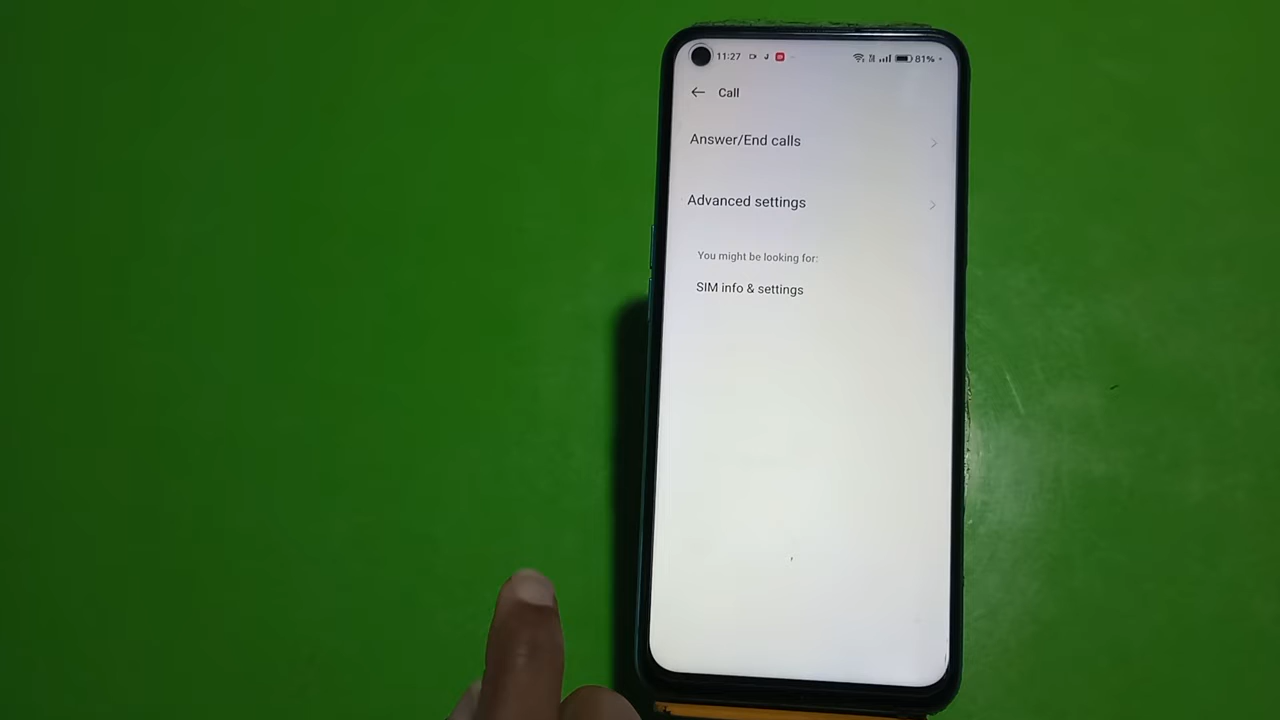 11:27 81%
Call
Answer/End calls
Advanced settings
You might be looking for:
SIM info & settings